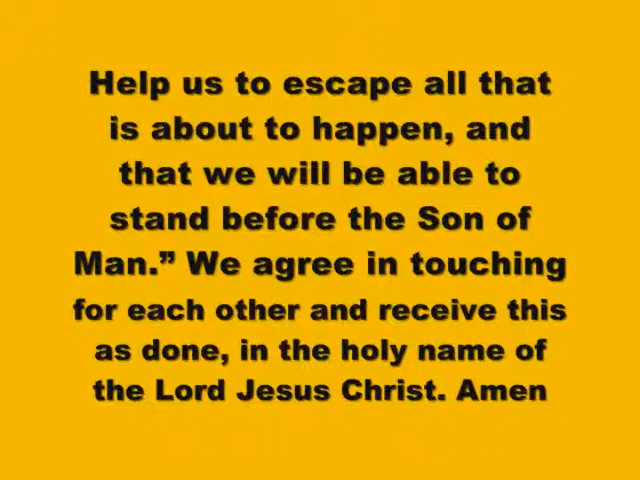 Help us to escape all that
is about to happen, and
that we will be able to
stand before the Son of
Man.” We agree in touching
for each other and receive this
as done, in the holy name of
the Lord Jesus Christ. Amen